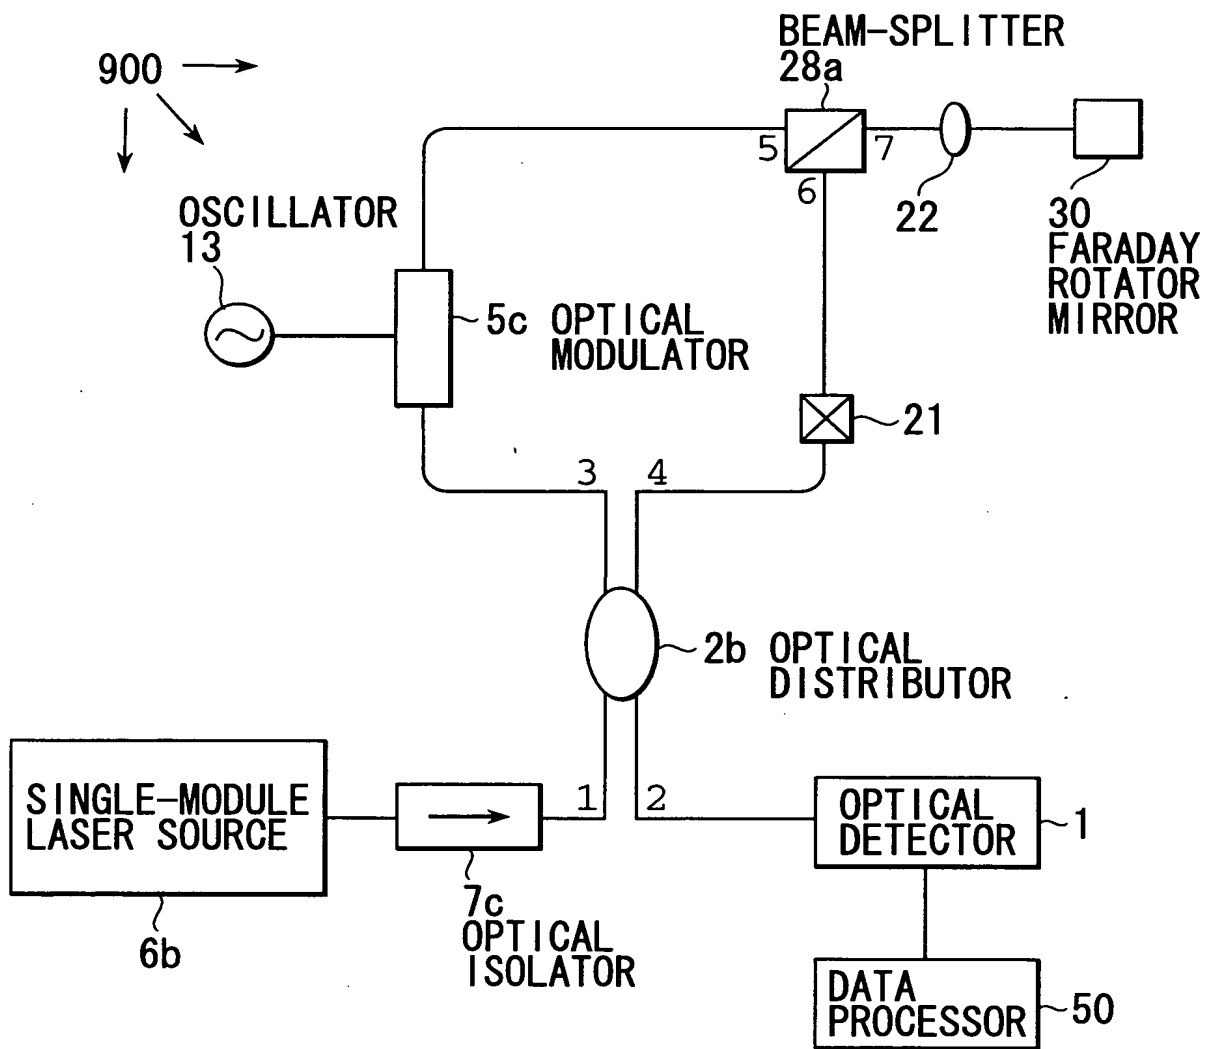 BEAM-SPLITTER
28a
900
5
7
6
22
30
FARADAY
ROTATOR
MIRROR
OSCILLATOR
13
5c OPTICAL
MODULATOR
21
3
4
2b OPTICAL
DISTRIBUTOR
SINGLE-MODULE
LASER SOURCE
6b
1
2
7c
OPTICAL
ISOLATOR
OPTICAL
DETECTOR
1
DATA
PROCESSOR
50